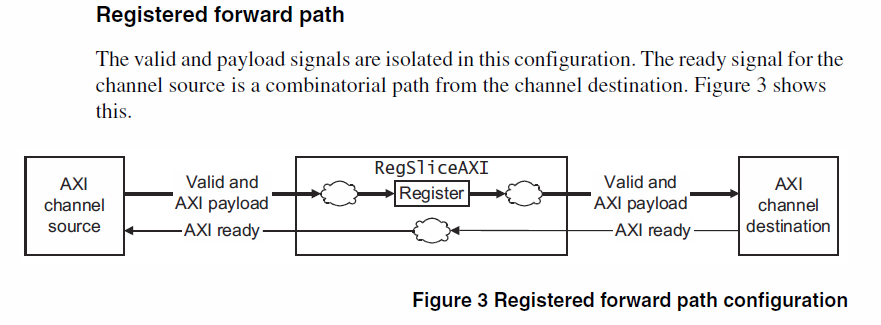 Registered forward path
The valid and payload signals are isolated in this configuration. The ready signal for the
channel source is a combinatorial path from the channel destination. Figure 3 shows
this.
RegSliceAXI
AXI
channel
source
Valid and
AXI payload
AXI ready
Register
Valid and
AXI payload
AXI ready
AXI
channel
destination
Figure 3 Registered forward path configuration